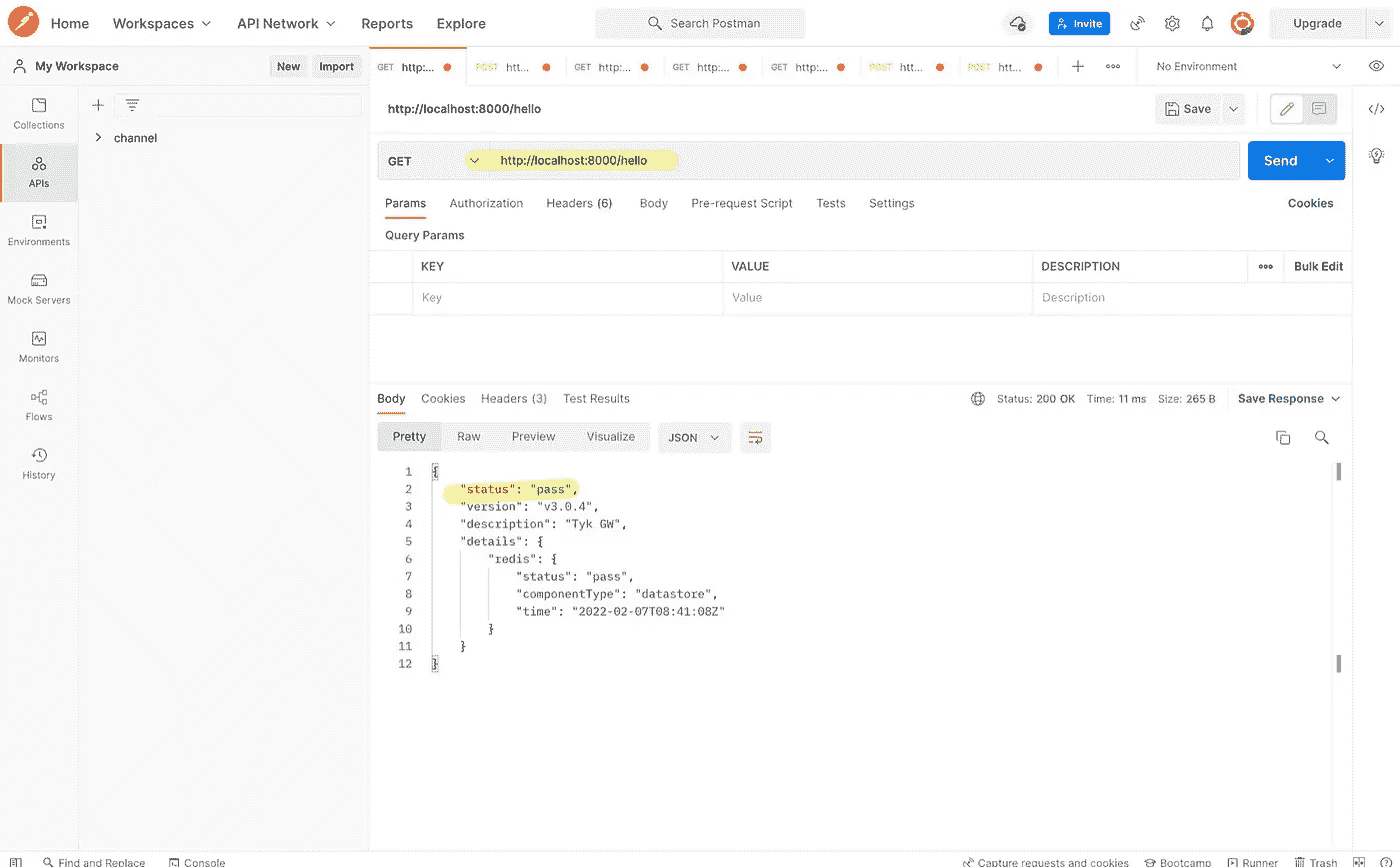 Home Workspaces API Network Reports Explore Search Postman Invite Upgrade
My Workspace New Import GET http:... POST htt... GET http:... GET http:... GET http:... POST htt... POST htt... No Environment
Collections
channel
APIs
Environments
Mock Servers
Monitors
Flows
History
http://localhost:8000/hello Save
GET http://localhost:8000/hello Send
Params Authorization Headers (6) Body Pre-request Script Tests Settings Cookies
Query Params
KEY VALUE DESCRIPTION Bulk Edit
Key Value Description
Body Cookies Headers (3) Test Results Status: 200 OK Time: 11 ms Size: 265 B Save Response
Pretty Raw Preview Visualize JSON
1 {
2 "status": "pass",
3 "version": "v3.0.4",
4 "description": "Tyk GW",
5 "details": {
6 "redis": {
7 "status": "pass",
8 "componentType": "datastore",
9 "time": "2022-02-07T08:41:08Z"
10 }
11 }
12 }
Find and Replace Console Capture requests and cookies Bootcamp Runner Trash